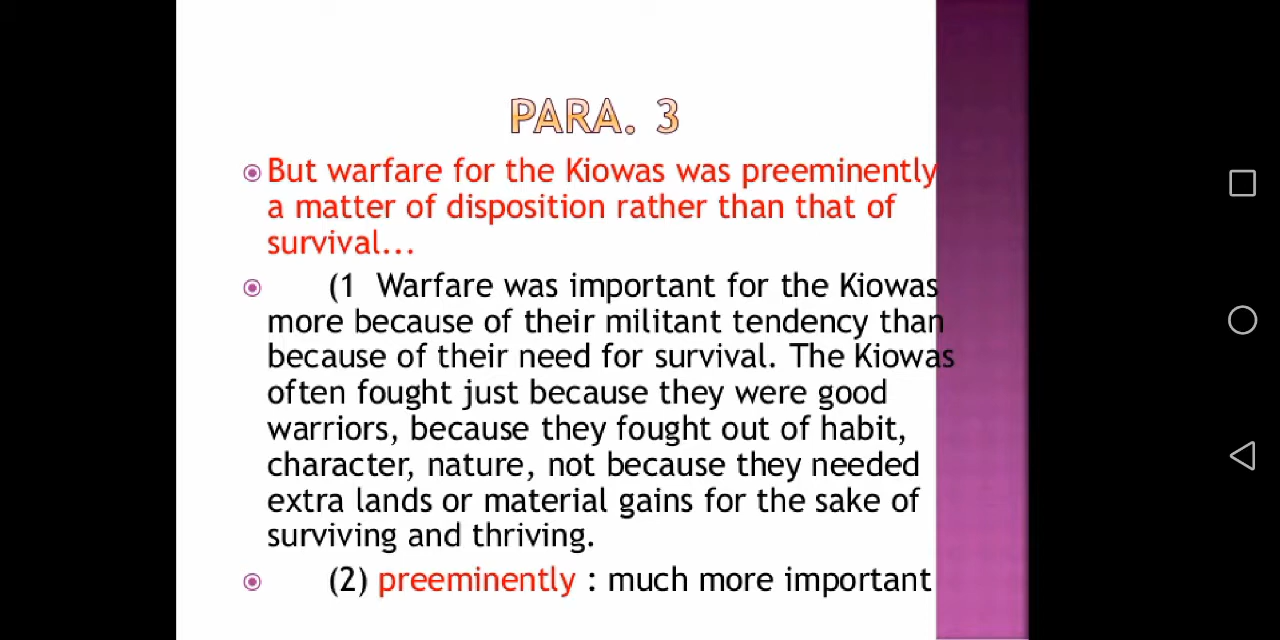 PARA. 3
But warfare for the Kiowas was preeminently
a matter of disposition rather than that of
survival...
(1 Warfare was important for the Kiowas
more because of their militant tendency than
because of their need for survival. The Kiowas
often fought just because they were good
warriors, because they fought out of habit,
character, nature, not because they needed
extra lands or material gains for the sake of
surviving and thriving.
(2) preeminently : much more important